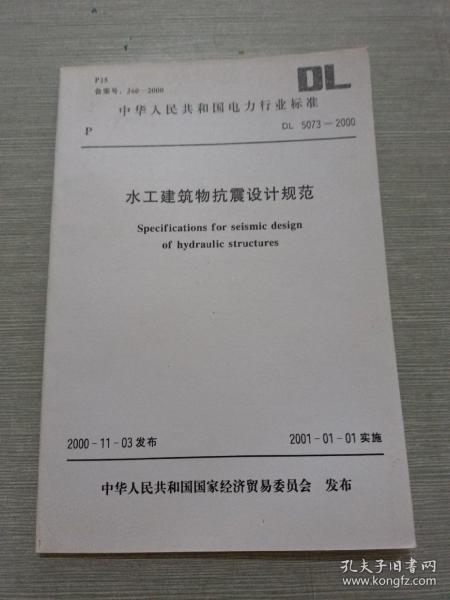 P15
备案号：J60—2000
DL
中华人民共和国电力行业标准
P
DL 5073—2000
水工建筑物抗震设计规范
Specifications for seismic design
of hydraulic structures
2000-11-03发布
2001-01-01实施
中华人民共和国国家经济贸易委员会 发布
孔夫子旧书网
www.kongfz.com